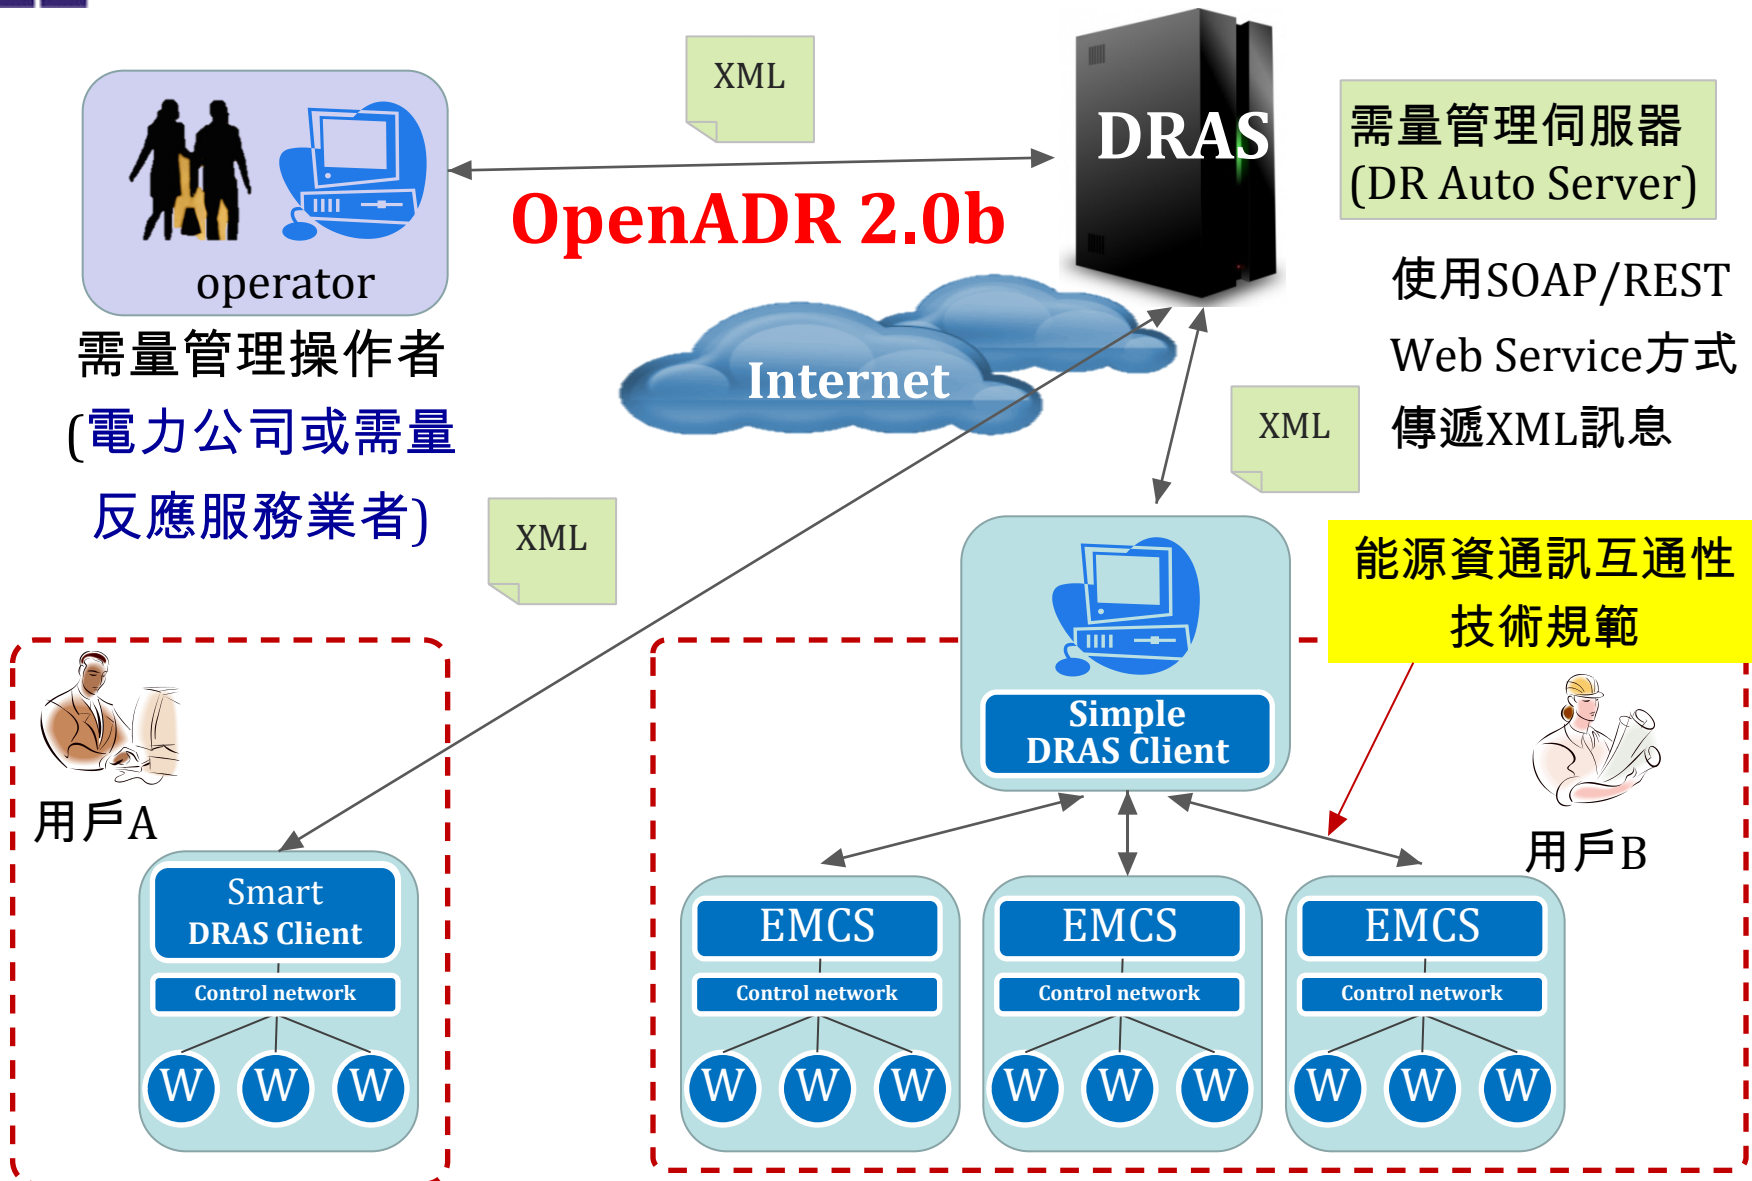 XML
DRAS
需量管理伺服器
(DR Auto Server)
operator
OpenADR 2.0b
需量管理操作者
(電力公司或需量
反應服務業者)
Internet
使用SOAP/REST
Web Service方式
傳遞XML訊息
XML
XML
能源資通訊互通性
技術規範
Simple
DRAS Client
用戶A
用戶B
Smart
DRAS Client
Control network
W W W
EMCS
Control network
W W W
EMCS
Control network
W W W
EMCS
Control network
W W W